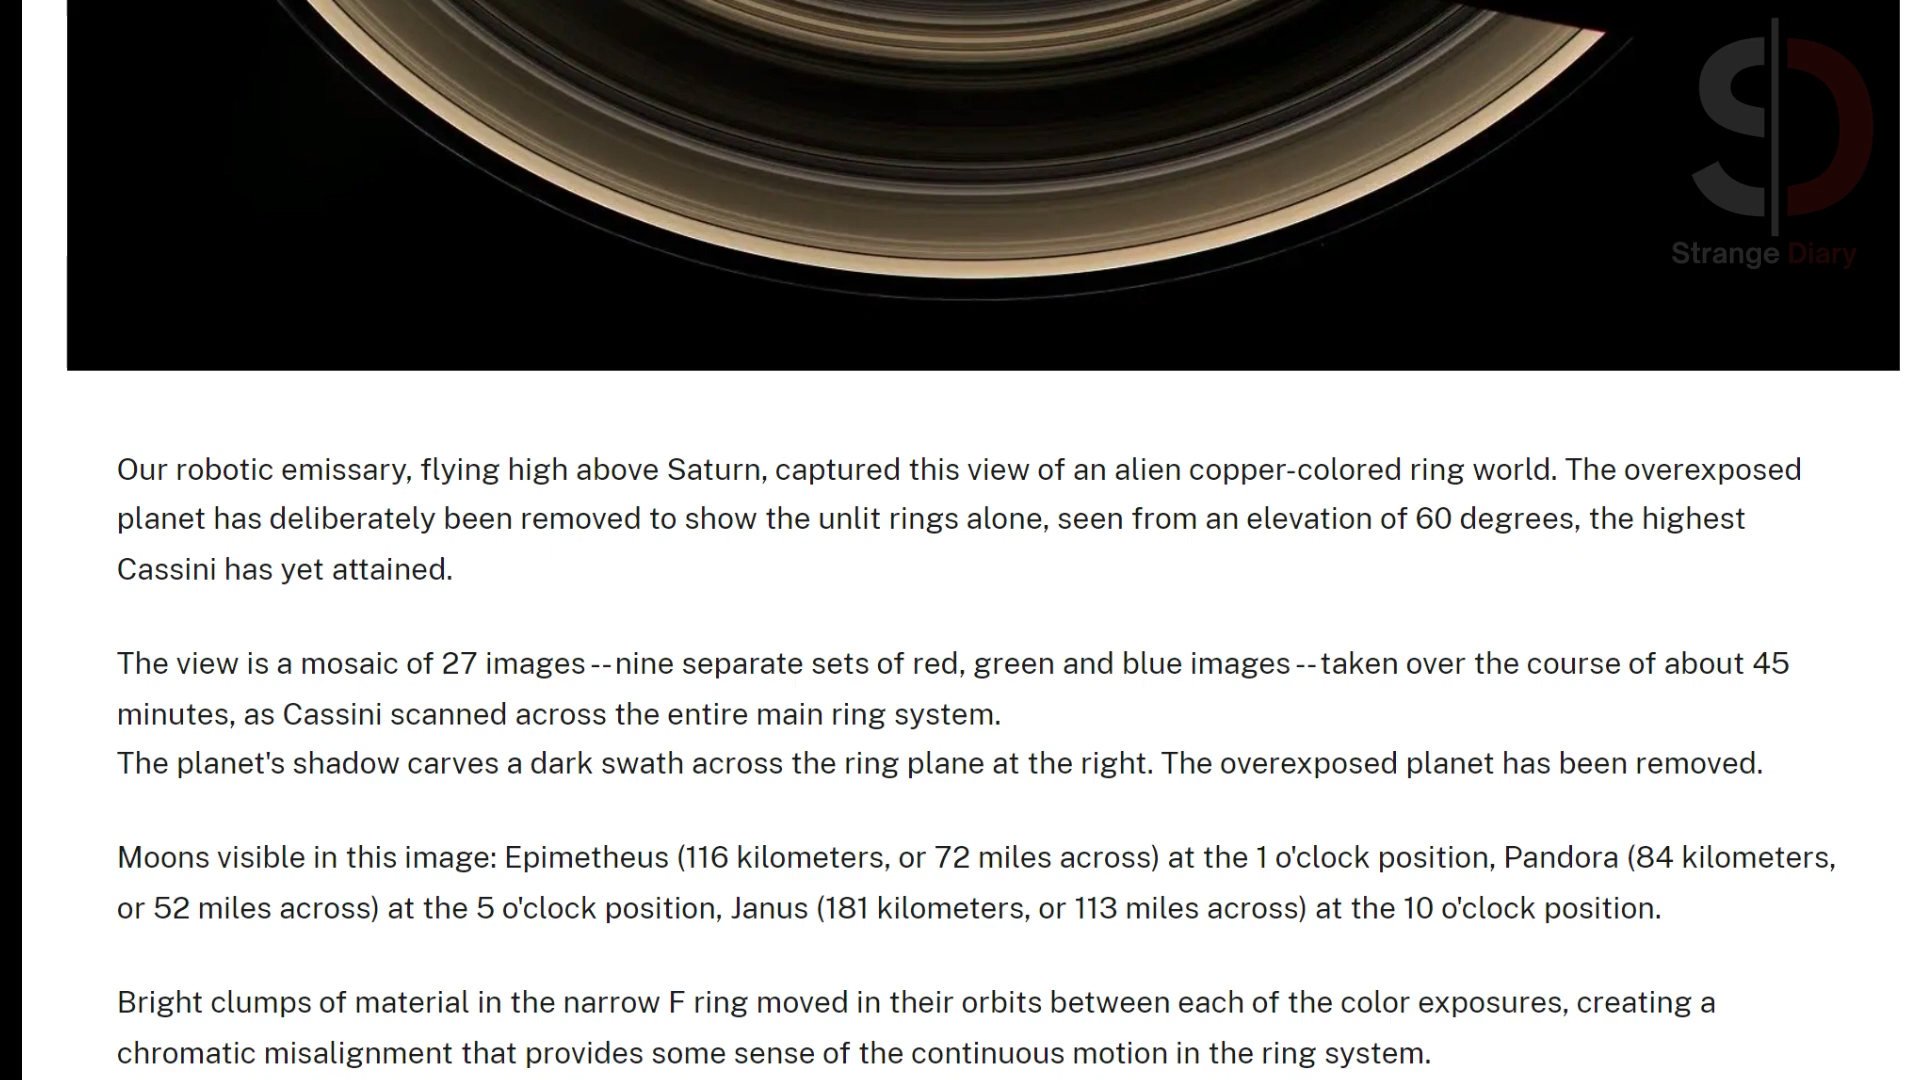 SD
Strange Diary
Our robotic emissary, flying high above Saturn, captured this view of an alien copper-colored ring world. The overexposed
planet has deliberately been removed to show the unlit rings alone, seen from an elevation of 60 degrees, the highest
Cassini has yet attained.
The view is a mosaic of 27 images--nine separate sets of red, green and blue images--taken over the course of about 45
minutes, as Cassini scanned across the entire main ring system.
The planet's shadow carves a dark swath across the ring plane at the right. The overexposed planet has been removed.
Moons visible in this image: Epimetheus (116 kilometers, or 72 miles across) at the 1 o'clock position, Pandora (84 kilometers,
or 52 miles across) at the 5 o'clock position, Janus (181 kilometers, or 113 miles across) at the 10 o'clock position.
Bright clumps of material in the narrow F ring moved in their orbits between each of the color exposures, creating a
chromatic misalignment that provides some sense of the continuous motion in the ring system.